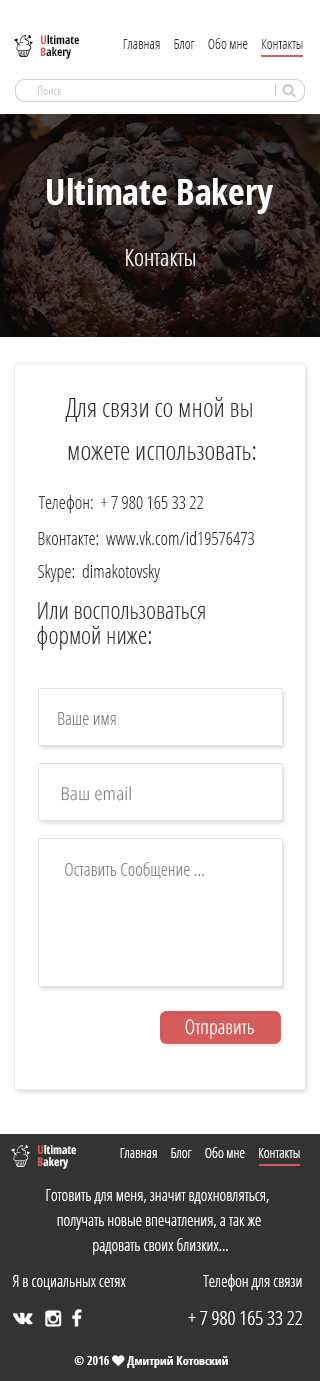 Ultimate
Bakery
Главная Блог Обо мне Контакты
Поиск
Ultimate Bakery
Контакты
Для связи со мной вы
можете использовать:
Телефон: + 7 980 165 33 22
Вконтакте: www.vk.com/id19576473
Skype: dimakotovsky
Или воспользоваться
формой ниже:
Ваше имя
Ваш email
Оставить Сообщение ...
Отправить
Ultimate
Bakery
Главная Блог Обо мне Контакты
Готовить для меня, значит вдохновляться,
получать новые впечатления, а так же
радовать своих близких...
Я в социальных сетях Телефон для связи
+ 7 980 165 33 22
© 2016 ♥ Дмитрий Котовский